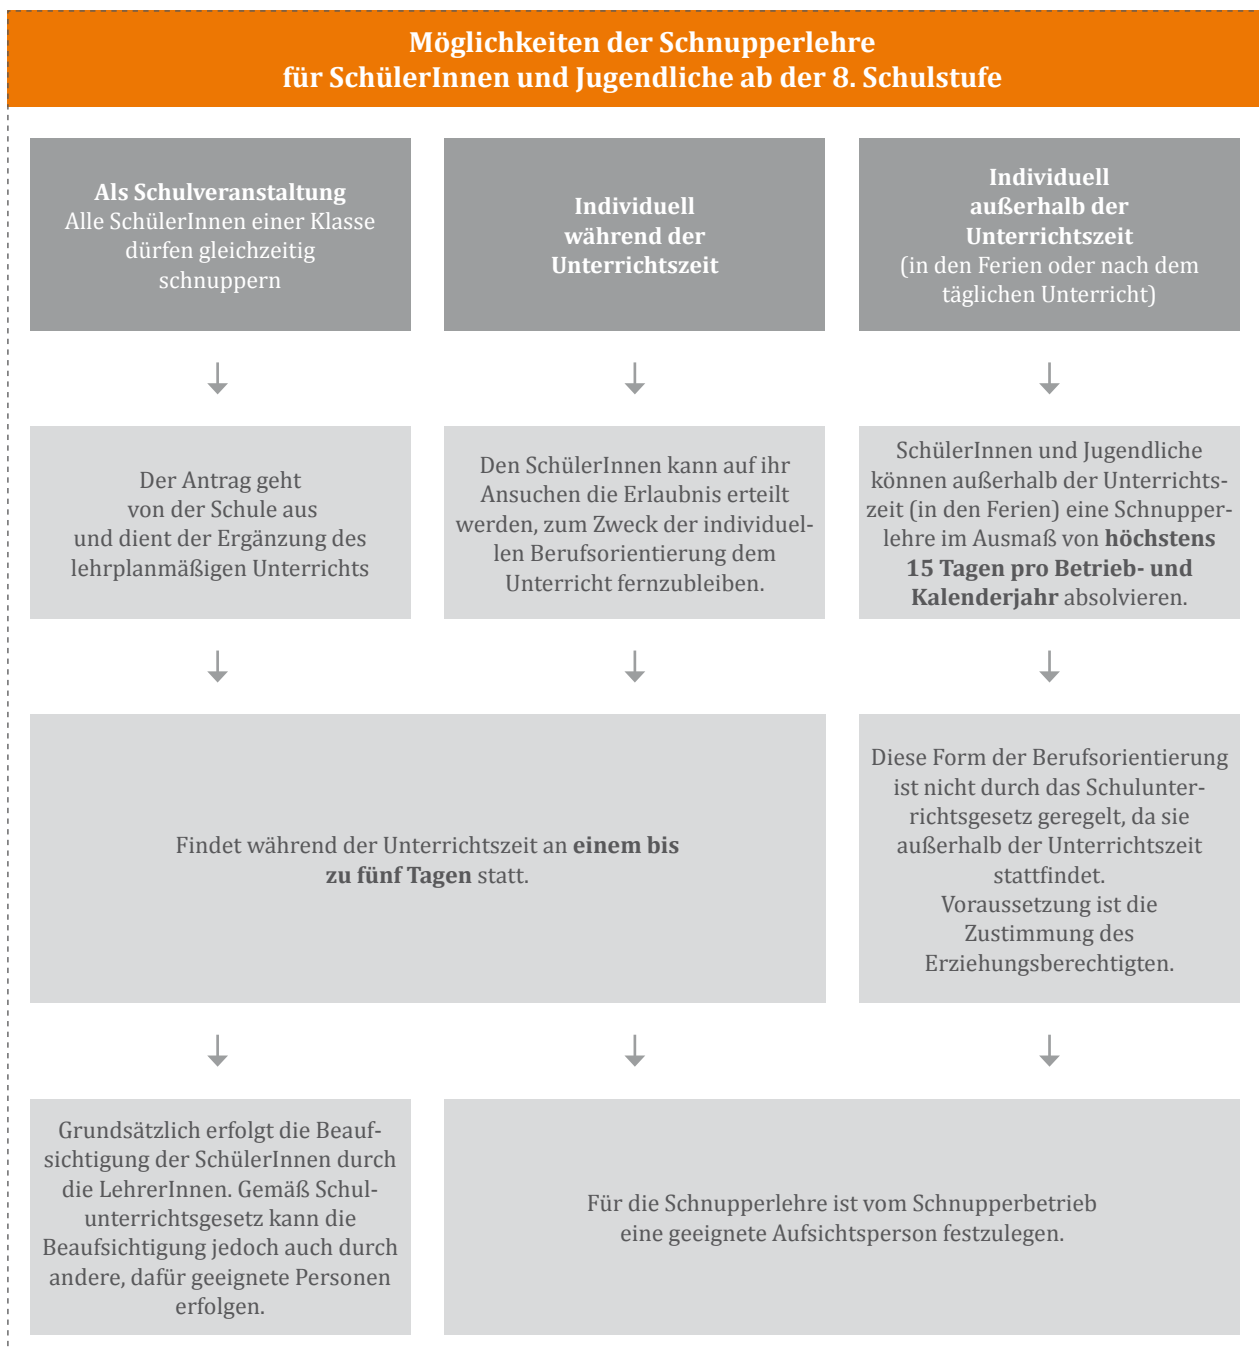 Möglichkeiten der Schnupperlehre
für SchülerInnen und Jugendliche ab der 8. Schulstufe
Als Schulveranstaltung
Alle SchülerInnen einer Klasse
dürfen gleichzeitig
schnuppern
Individuell
während der
Unterrichtszeit
Individuell
außerhalb der
Unterrichtszeit
(in den Ferien oder nach dem
täglichen Unterricht)
Der Antrag geht
von der Schule aus
und dient der Ergänzung des
lehrplanmäßigen Unterrichts
Den SchülerInnen kann auf ihr
Ansuchen die Erlaubnis erteilt
werden, zum Zweck der individuel-
len Berufsorientierung dem
Unterricht fernzubleiben.
SchülerInnen und Jugendliche
können außerhalb der Unterrichts-
zeit (in den Ferien) eine Schnupper-
lehre im Ausmaß von höchstens
15 Tagen pro Betrieb- und
Kalenderjahr absolvieren.
Findet während der Unterrichtszeit an einem bis
zu fünf Tagen statt.
Diese Form der Berufsorientierung
ist nicht durch das Schulunter-
richtsgesetz geregelt, da sie
außerhalb der Unterrichtszeit
stattfindet.
Voraussetzung ist die
Zustimmung des
Erziehungsberechtigten.
Grundsätzlich erfolgt die Beauf-
sichtigung der SchülerInnen durch
die LehrerInnen. Gemäß Schul-
unterrichtsgesetz kann die
Beaufsichtigung jedoch auch durch
andere, dafür geeignete Personen
erfolgen.
Für die Schnupperlehre ist vom Schnupperbetrieb
eine geeignete Aufsichtsperson festzulegen.